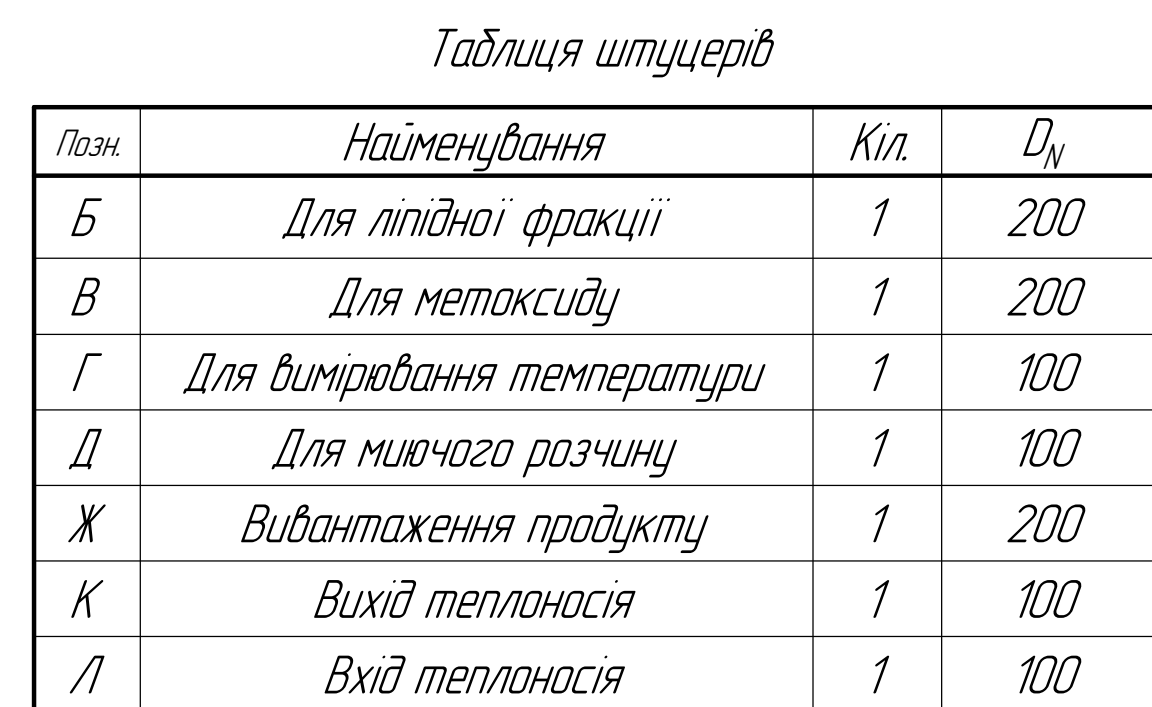 Таблиця штуцерів
Позн. Найменування Кіл. D_N
Б Для ліпідної фракції 1 200
В Для метоксиду 1 200
Г Для вимірювання температури 1 100
Д Для миючого розчину 1 100
Ж Вивантаження продукту 1 200
К Вихід теплоносія 1 100
Л Вхід теплоносія 1 100